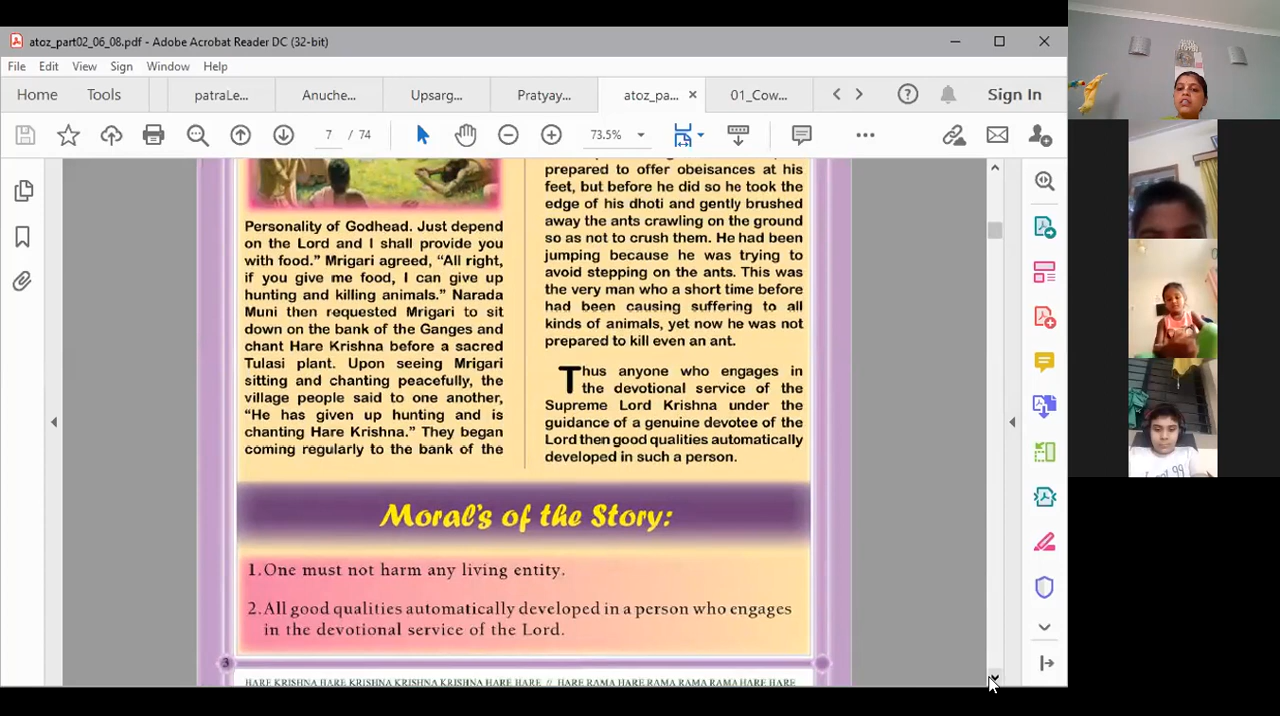 atoz_part02_06_08.pdf - Adobe Acrobat Reader DC (32-bit)
File Edit View Sign Window Help
Home Tools patraLe... Anuche... Upsarg... Pratyay... atoz_pa... 01_Cow... Sign In
7 / 74 73.5%
Personality of Godhead. Just depend
on the Lord and I shall provide you
with food.” Mrigari agreed, “All right,
if you give me food, I can give up
hunting and killing animals.” Narada
Muni then requested Mrigari to sit
down on the bank of the Ganges and
chant Hare Krishna before a sacred
Tulasi plant. Upon seeing Mrigari
sitting and chanting peacefully, the
village people said to one another,
“He has given up hunting and is
chanting Hare Krishna.” They began
coming regularly to the bank of the
prepared to offer obeisances at his
feet, but before he did so he took the
edge of his dhoti and gently brushed
away the ants crawling on the ground
so as not to crush them. He had been
jumping because he was trying to
avoid stepping on the ants. This was
the very man who a short time before
had been causing suffering to all
kinds of animals, yet now he was not
prepared to kill even an ant.
Thus anyone who engages in
the devotional service of the
Supreme Lord Krishna under the
guidance of a genuine devotee of the
Lord then good qualities automatically
developed in such a person.
Moral's of the Story:
1. One must not harm any living entity.
2. All good qualities automatically developed in a person who engages
in the devotional service of the Lord.
3
HARE KRISHNA HARE KRISHNA KRISHNA KRISHNA HARE HARE // HARE RAMA HARE RAMA RAMA RAMA HARE HARE